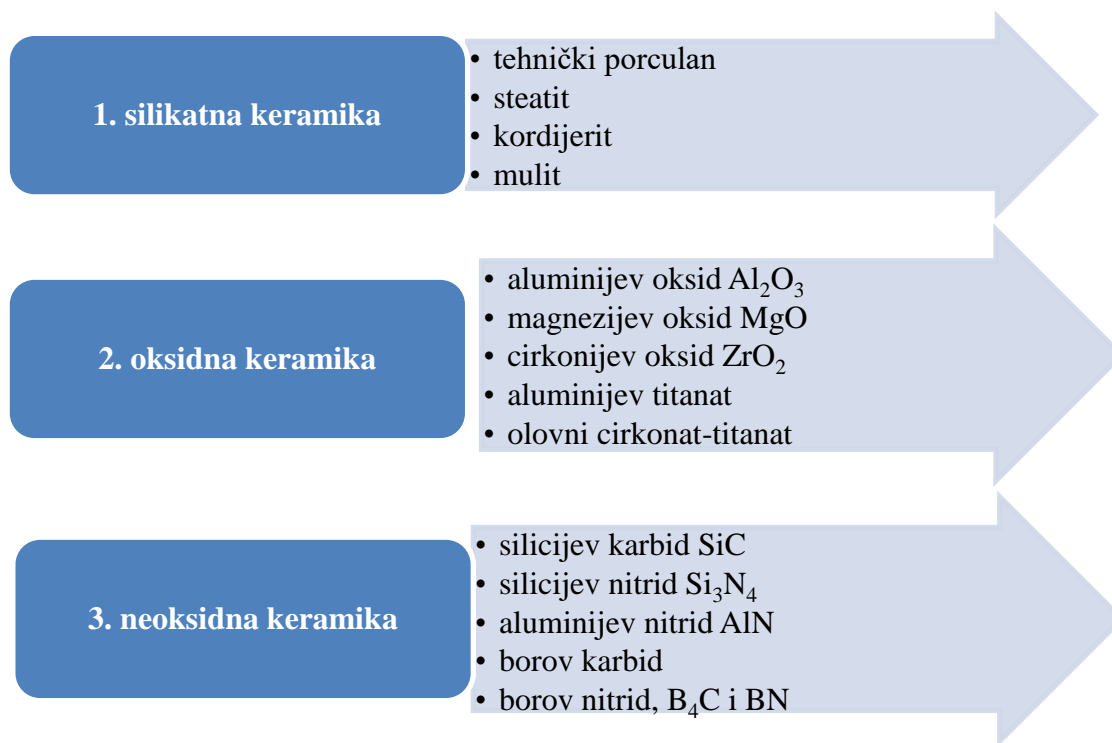 1. silikatna keramika
• tehnički porculan
• steatit
• kordijerit
• mulit
2. oksidna keramika
• aluminijev oksid Al₂O₃
• magnezijev oksid MgO
• cirkonijev oksid ZrO₂
• aluminijev titanat
• olovni cirkonat-titanat
3. neoksidna keramika
• silicijev karbid SiC
• silicijev nitrid Si₃N₄
• aluminijev nitrid AlN
• borov karbid
• borov nitrid, B₄C i BN